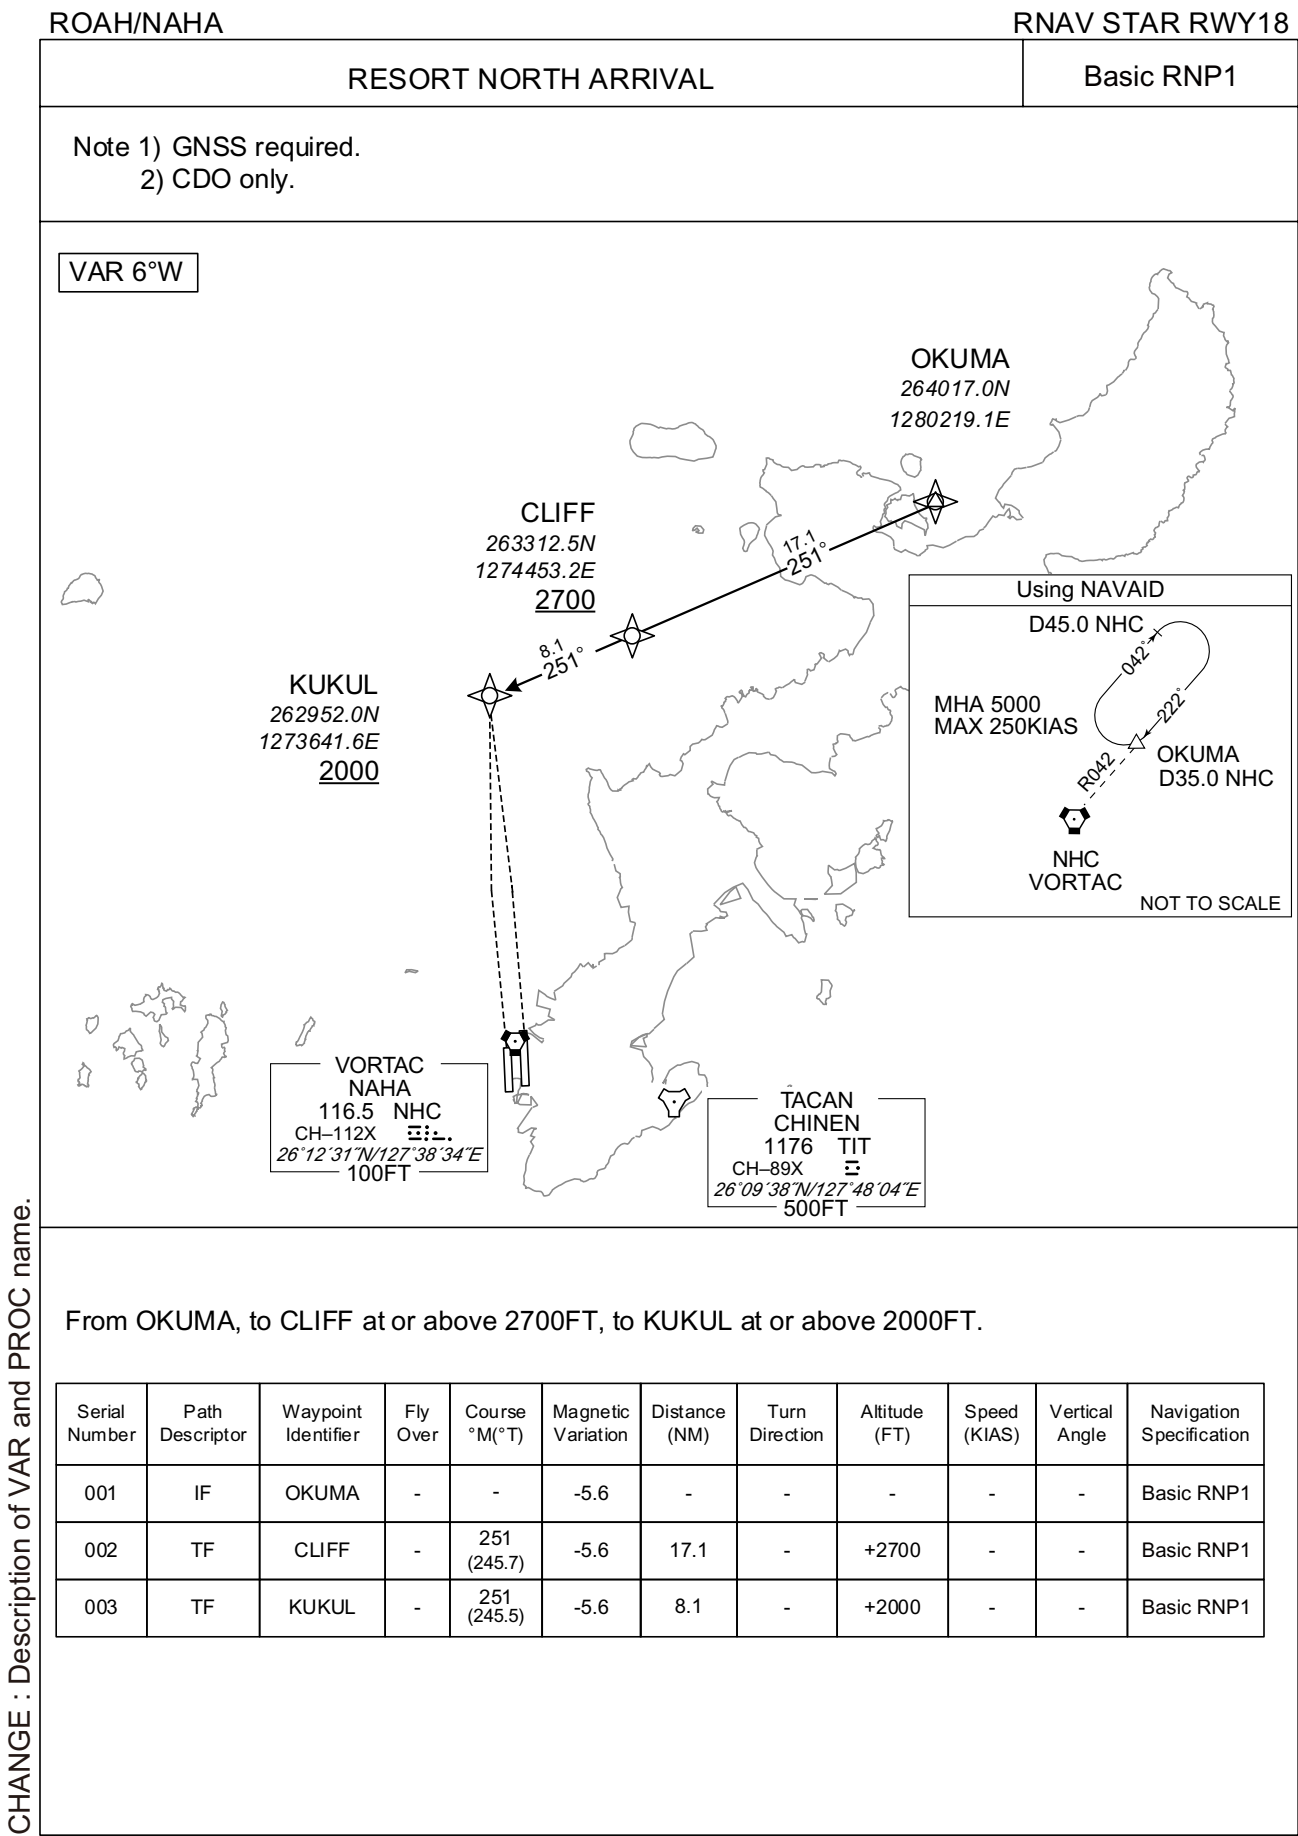 ROAH/NAHA
RNAV STAR RWY18
RESORT NORTH ARRIVAL
Basic RNP1
Note 1) GNSS required.
2) CDO only.
VAR 6°W
OKUMA
264017.0N
1280219.1E
CLIFF
263312.5N
1274453.2E
2700
17.1
251°
8.1
251°
KUKUL
262952.0N
1273641.6E
2000
Using NAVAID
D45.0 NHC
042°
222°
MHA 5000
MAX 250KIAS
OKUMA
D35.0 NHC
R042
NHC
VORTAC
NOT TO SCALE
VORTAC
NAHA
116.5 NHC
CH–112X
26°12´31˝N/127°38´34˝E
100FT
TACAN
CHINEN
1176 TIT
CH–89X
26°09´38˝N/127°48´04˝E
500FT
From OKUMA, to CLIFF at or above 2700FT, to KUKUL at or above 2000FT.
Serial Number | Path Descriptor | Waypoint Identifier | Fly Over | Course °M(°T) | Magnetic Variation | Distance (NM) | Turn Direction | Altitude (FT) | Speed (KIAS) | Vertical Angle | Navigation Specification
001 | IF | OKUMA | - | - | -5.6 | - | - | - | - | - | Basic RNP1
002 | TF | CLIFF | - | 251 (245.7) | -5.6 | 17.1 | - | +2700 | - | - | Basic RNP1
003 | TF | KUKUL | - | 251 (245.5) | -5.6 | 8.1 | - | +2000 | - | - | Basic RNP1
CHANGE : Description of VAR and PROC name.